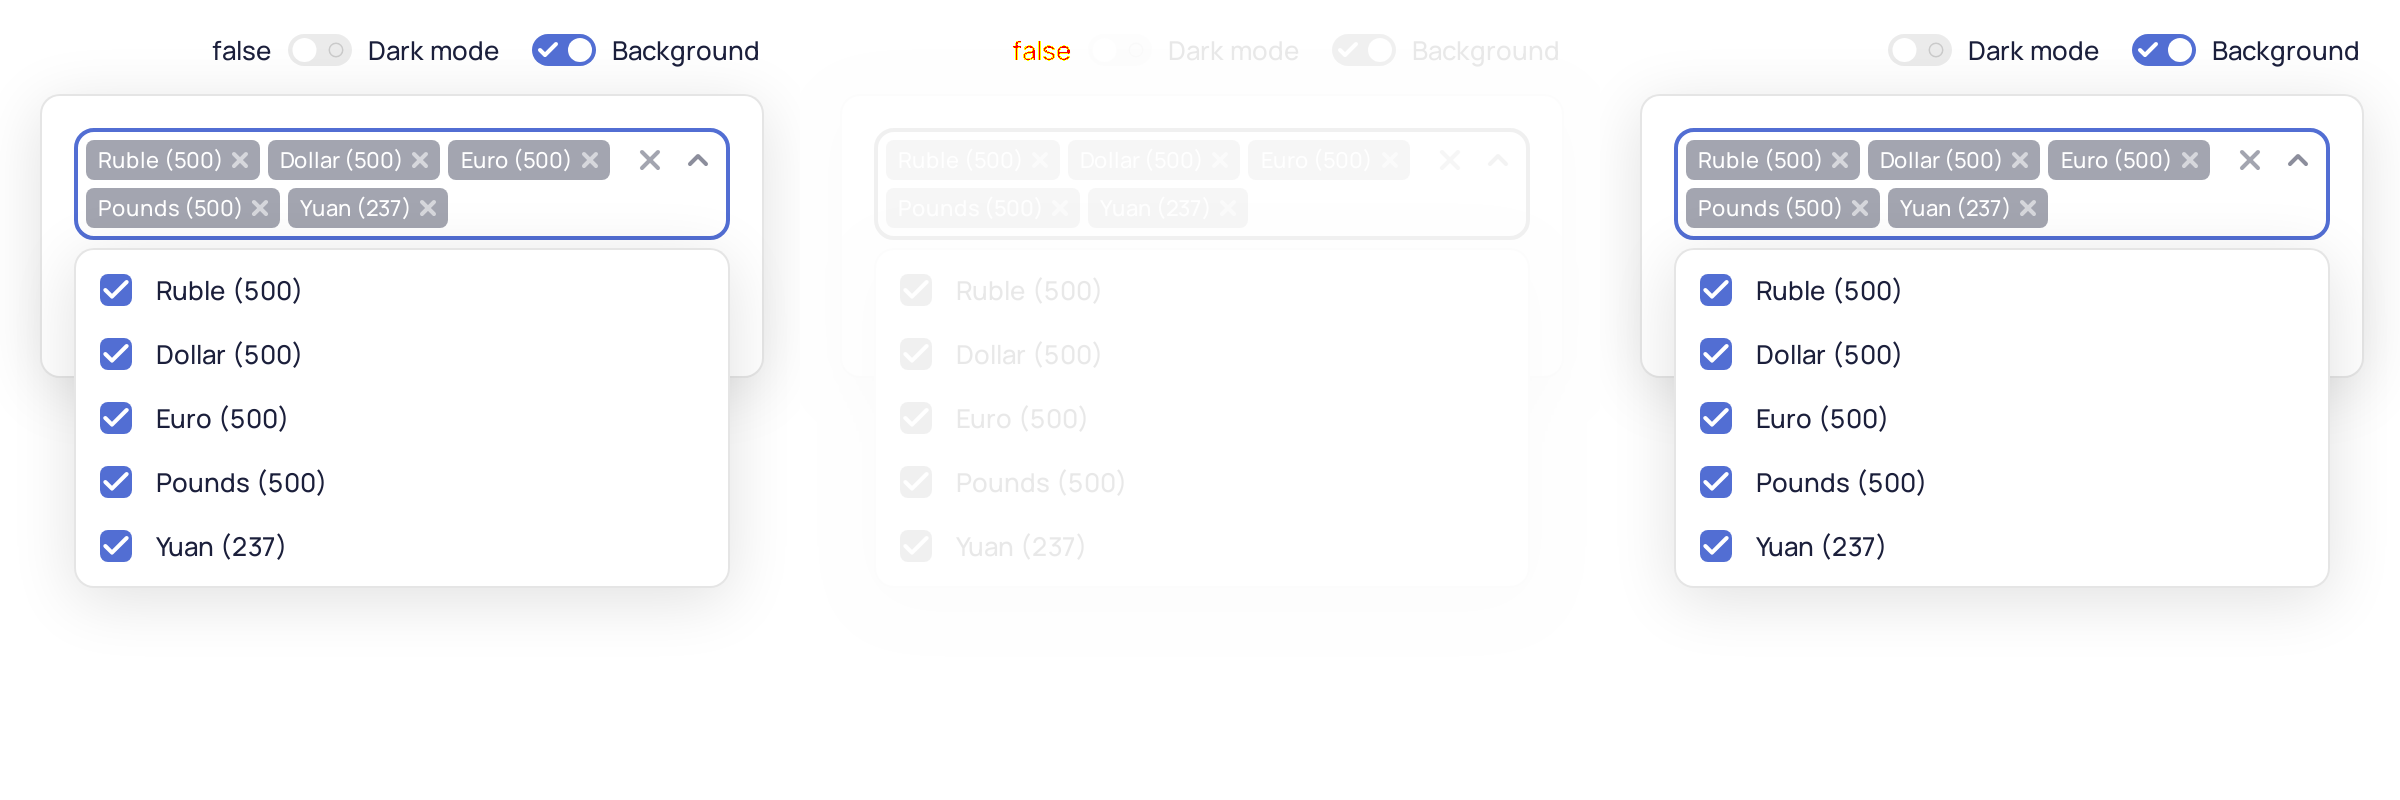 false Dark mode Background
Ruble (500) Dollar (500) Euro (500)
Pounds (500) Yuan (237)
Ruble (500)
Dollar (500)
Euro (500)
Pounds (500)
Yuan (237)
false Dark mode Background
Ruble (500) Dollar (500) Euro (500)
Pounds (500) Yuan (237)
Ruble (500)
Dollar (500)
Euro (500)
Pounds (500)
Yuan (237)
Dark mode Background
Ruble (500) Dollar (500) Euro (500)
Pounds (500) Yuan (237)
Ruble (500)
Dollar (500)
Euro (500)
Pounds (500)
Yuan (237)